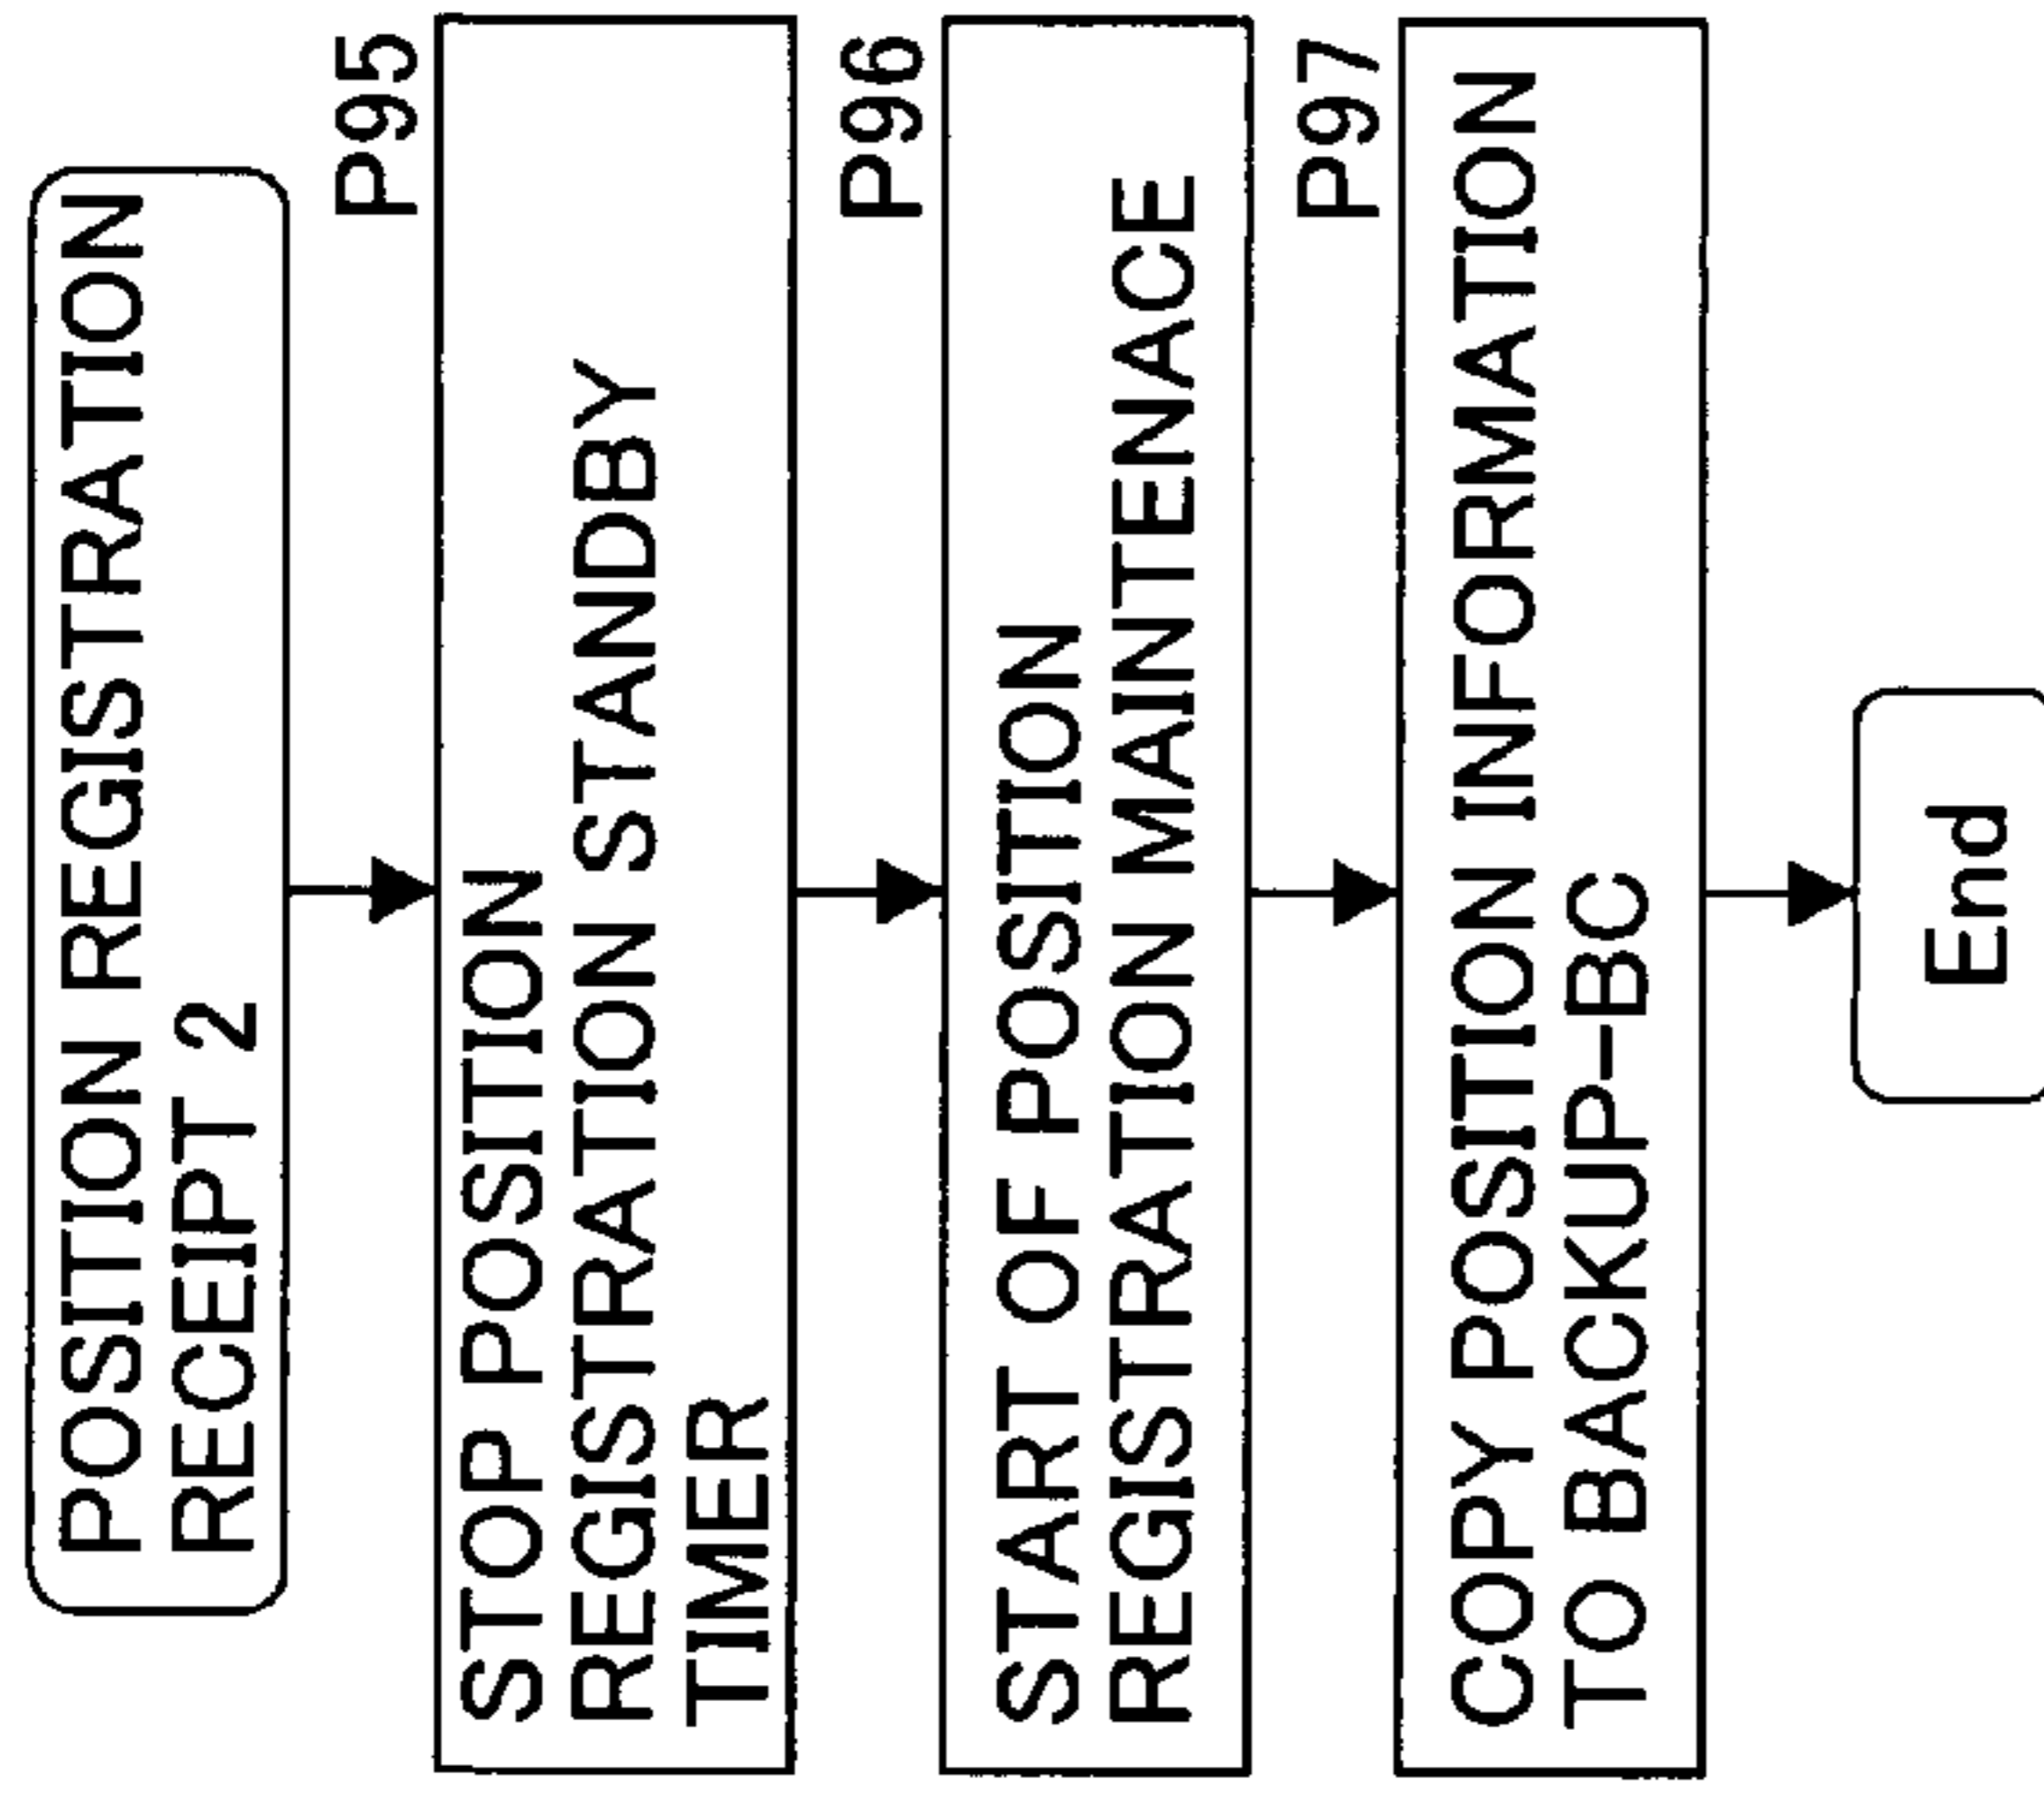 POSITION REGISTRATION
RECEIPT 2
P95
STOP POSITION
REGISTRATION STANDBY
TIMER
P96
START OF POSITION
REGISTRATION MAINTENACE
P97
COPY POSITION INFORMATION
TO BACKUP-BC
End